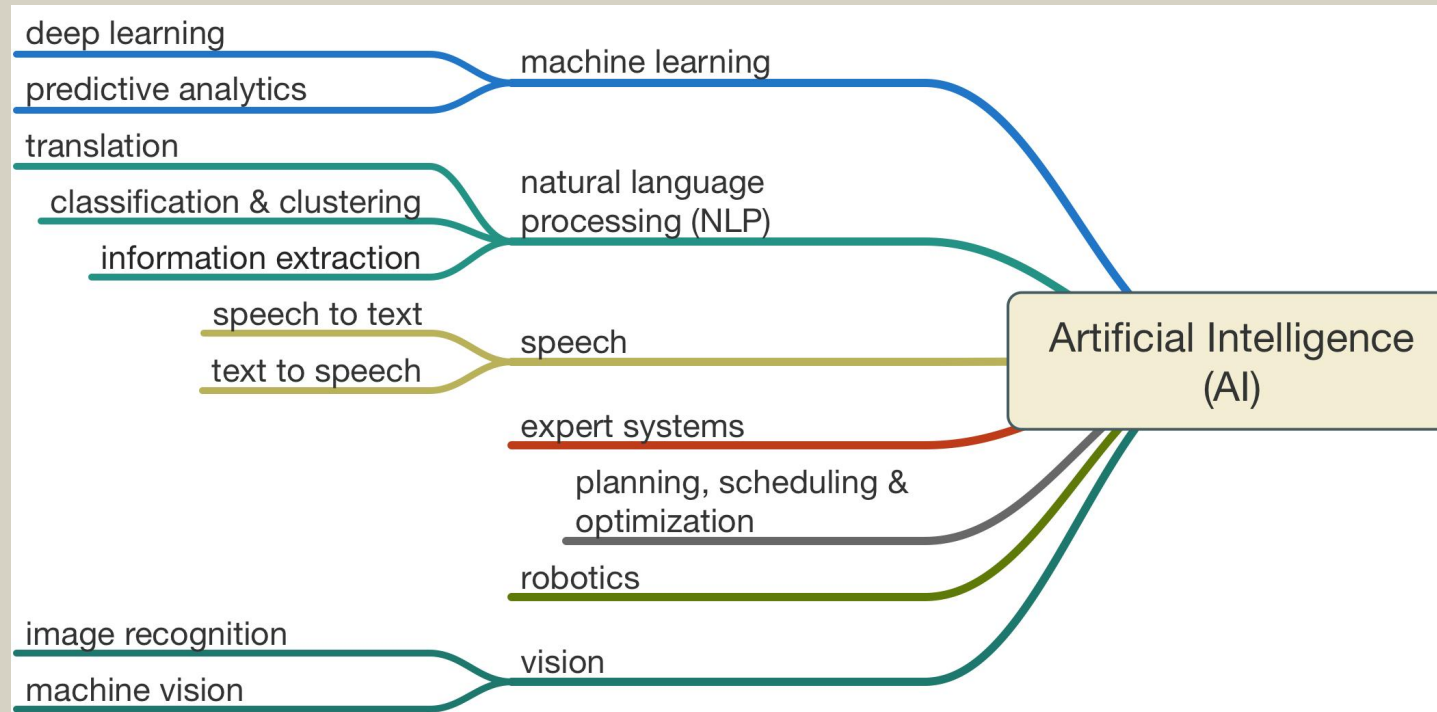 deep learning
predictive analytics
machine learning
translation
classification & clustering
information extraction
natural language
processing (NLP)
speech to text
text to speech
speech
expert systems
planning, scheduling &
optimization
robotics
image recognition
machine vision
vision
Artificial Intelligence
(AI)